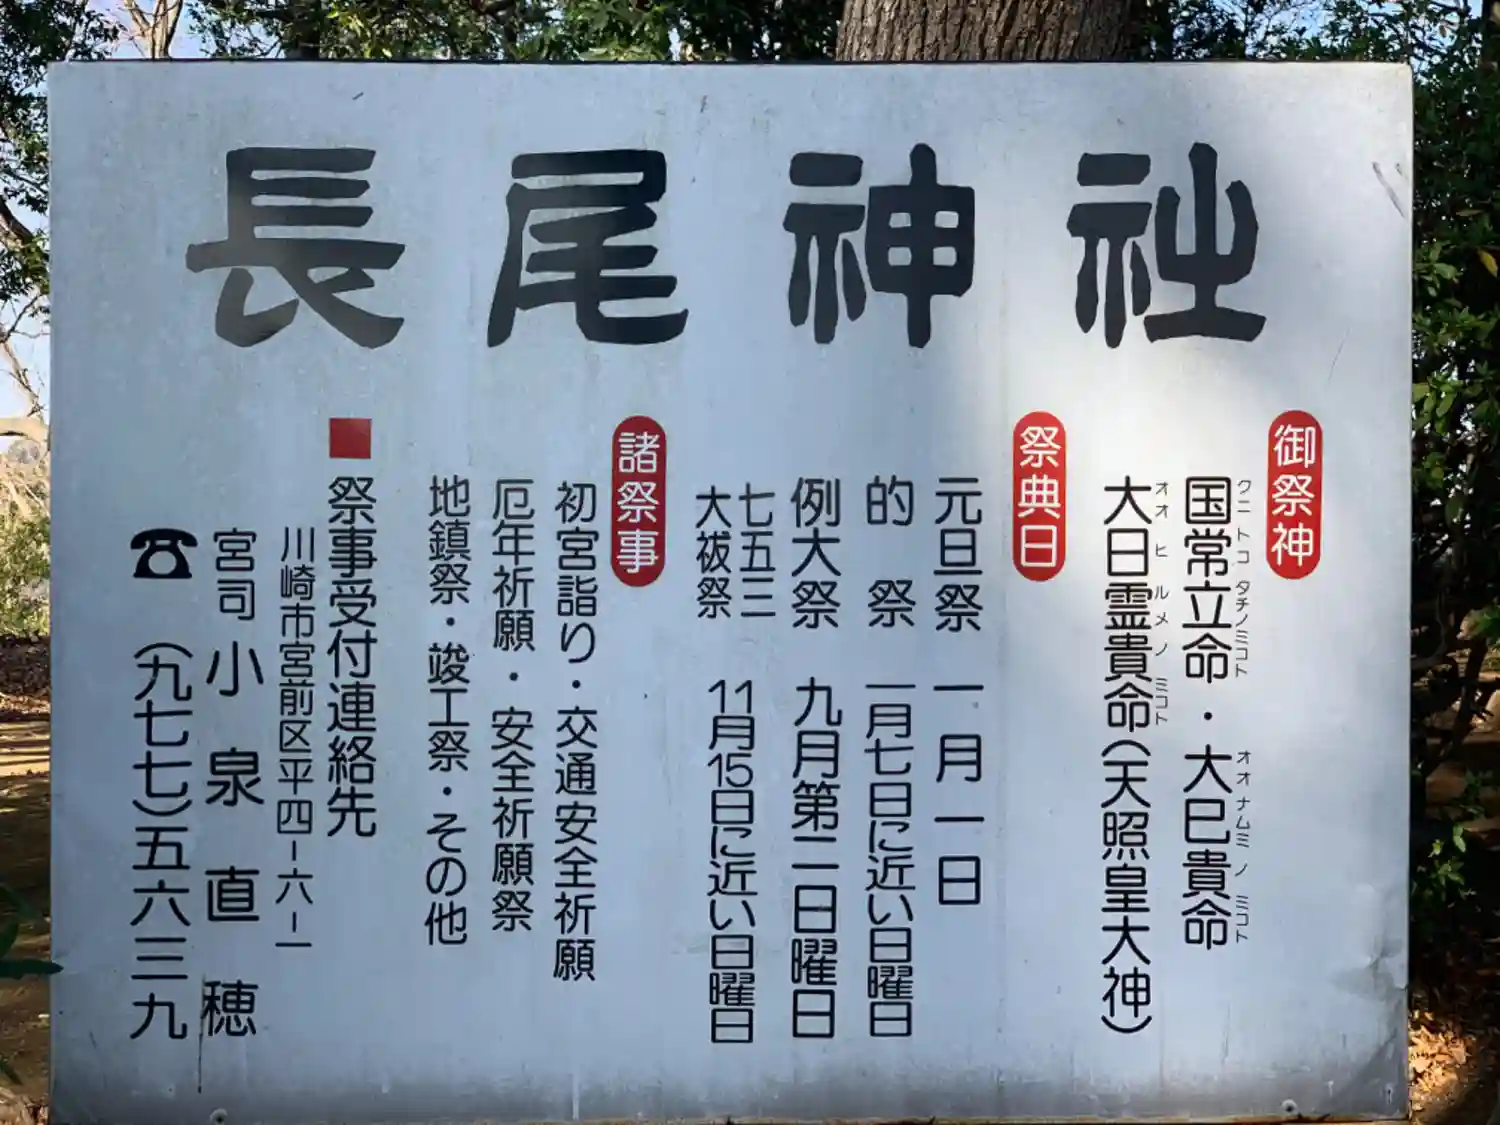 長尾神社
御祭神
国常立命・大巳貴命
クニトコタチノミコト オオナムミノミコト
大日霊貴命(天照皇大神)
オオヒルメノミコト
祭典日
元旦祭 一月一日
的祭 一月七日に近い日曜日
例大祭 九月第二日曜日
七五三
大祓祭 11月15日に近い日曜日
諸祭事
初宮詣り・交通安全祈願
厄年祈願・安全祈願祭
地鎮祭・竣工祭・その他
■祭事受付連絡先
川崎市宮前区平四-六-一
宮司 小泉直穂
☎(九七七)五六三九